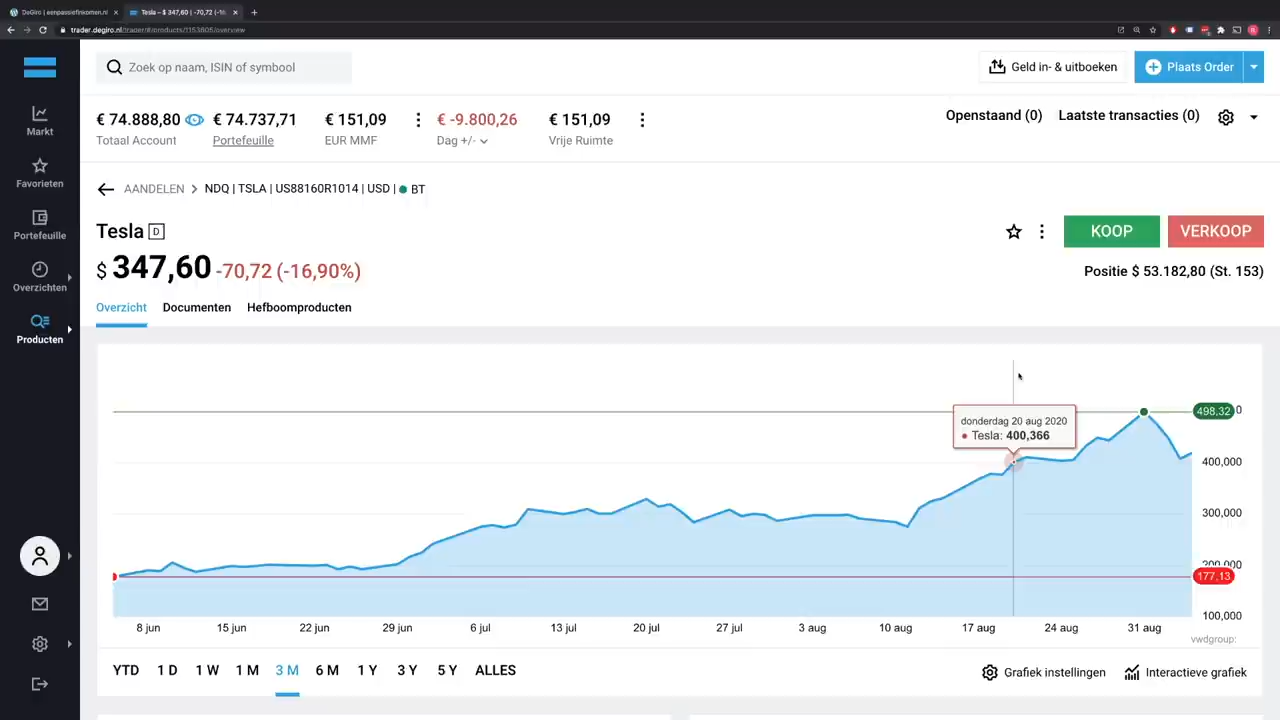 DeGiro | eenpassiefinkomen.nl
Tesla – $ 347,60 | -70,72 (-16
trader.degiro.nl/trader/#/products/1153605/overview
Zoek op naam, ISIN of symbol
Geld in- & uitboeken
Plaats Order
€ 74.888,80 € 74.737,71 € 151,09 € -9.800,26 € 151,09
Totaal Account Portefeuille EUR MMF Dag +/- Vrije Ruimte
Openstaand (0) Laatste transacties (0)
Markt
Favorieten
Portefeuille
Overzichten
Producten
AANDELEN > NDQ | TSLA | US88160R1014 | USD | BT
Tesla D
KOOP VERKOOP
$ 347,60 -70,72 (-16,90%)
Positie $ 53.182,80 (St. 153)
Overzicht Documenten Hefboomproducten
donderdag 20 aug 2020
Tesla: 400,366
498,32 0
400,000
300,000
200,000
177,13
100,000
8 jun 15 jun 22 jun 29 jun 6 jul 13 jul 20 jul 27 jul 3 aug 10 aug 17 aug 24 aug 31 aug
vwdgroup:
YTD 1 D 1 W 1 M 3 M 6 M 1 Y 3 Y 5 Y ALLES
Grafiek instellingen Interactieve grafiek